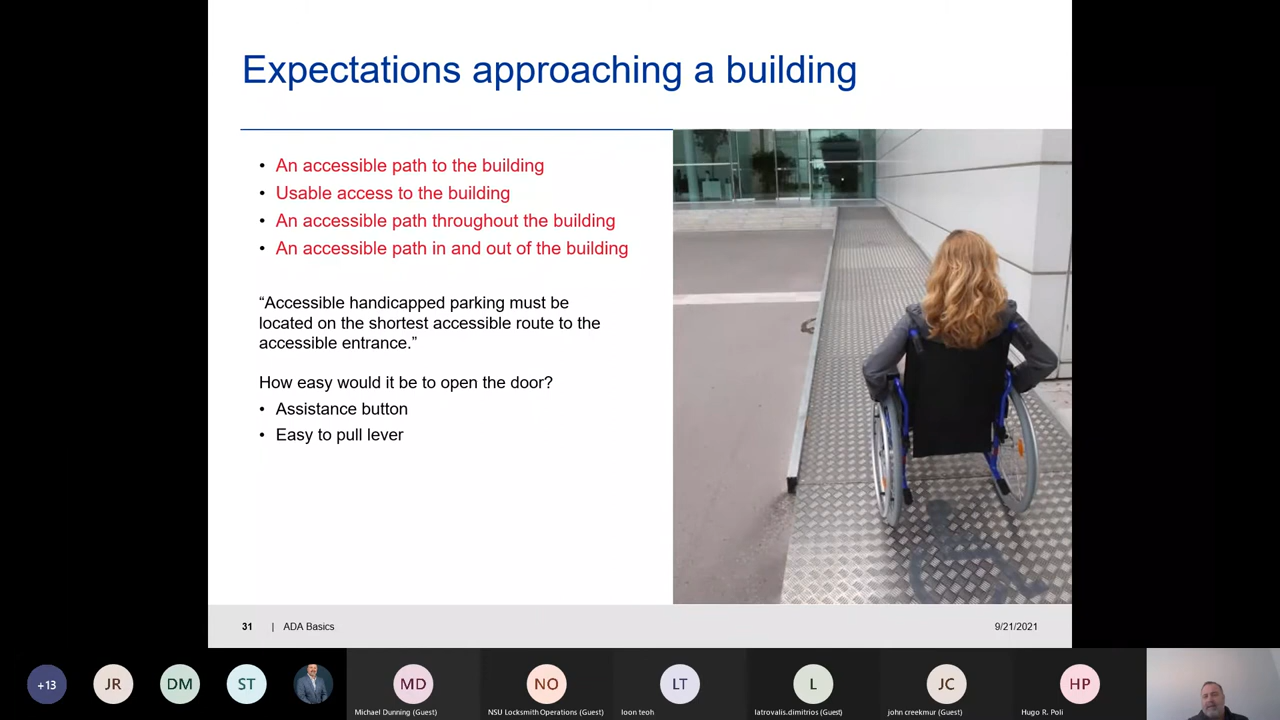 Expectations approaching a building
• An accessible path to the building
• Usable access to the building
• An accessible path throughout the building
• An accessible path in and out of the building
“Accessible handicapped parking must be
located on the shortest accessible route to the
accessible entrance.”
How easy would it be to open the door?
• Assistance button
• Easy to pull lever
31 | ADA Basics 9/21/2021
+13 JR DM ST MD NO LT L JC HP
Michael Dunning (Guest) NSU Locksmith Operations (Guest) loon teoh latrovalis.dimitrios (Guest) john creekmur (Guest) Hugo R. Poli